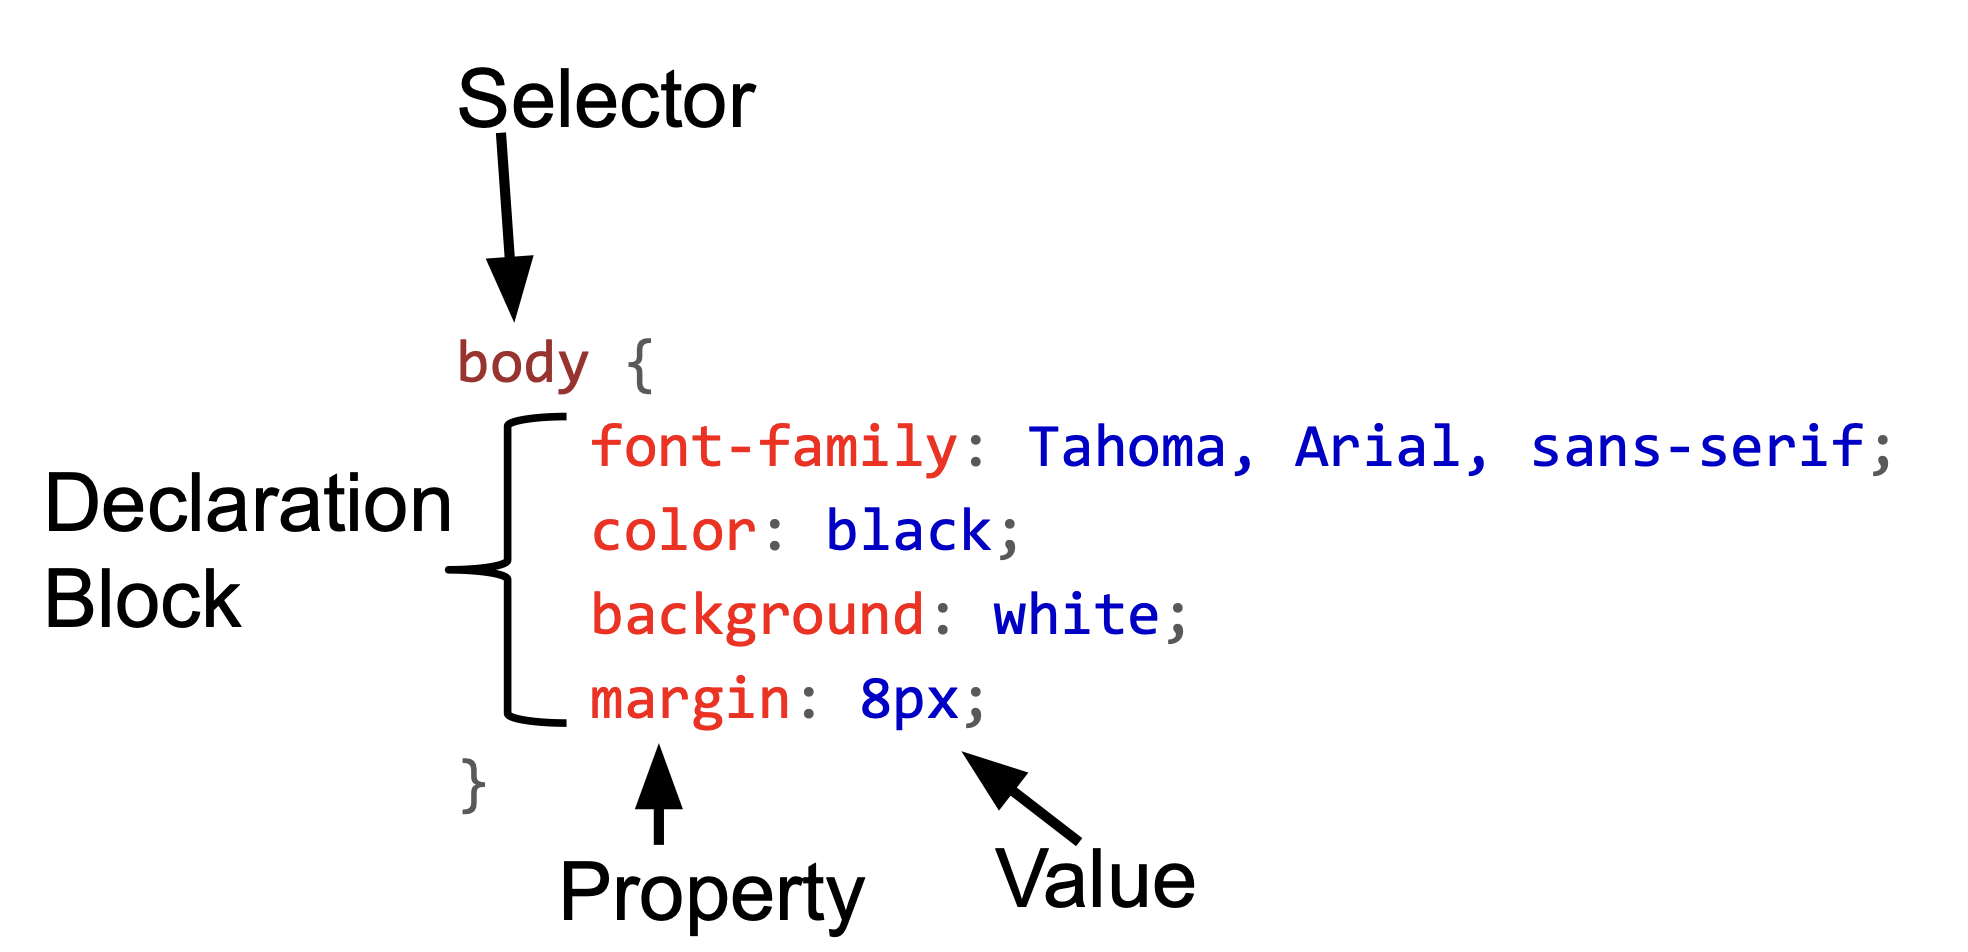 Selector
body {
font-family: Tahoma, Arial, sans-serif;
Declaration
Block
color: black;
background: white;
margin: 8px;
}
Property
Value